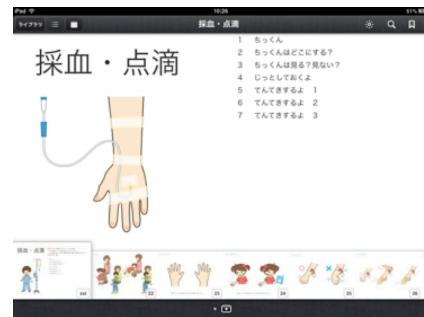 iPad
10:26
51%
ライブラリ
採血・点滴
採血・点滴
1 ちっくん
2 ちっくんはどこにする?
3 ちっくんは見る?見ない?
4 じっとしておくよ
5 てんてきするよ 1
6 てんてきするよ 2
7 てんてきするよ 3
採血・点滴
22
23
24
25
26